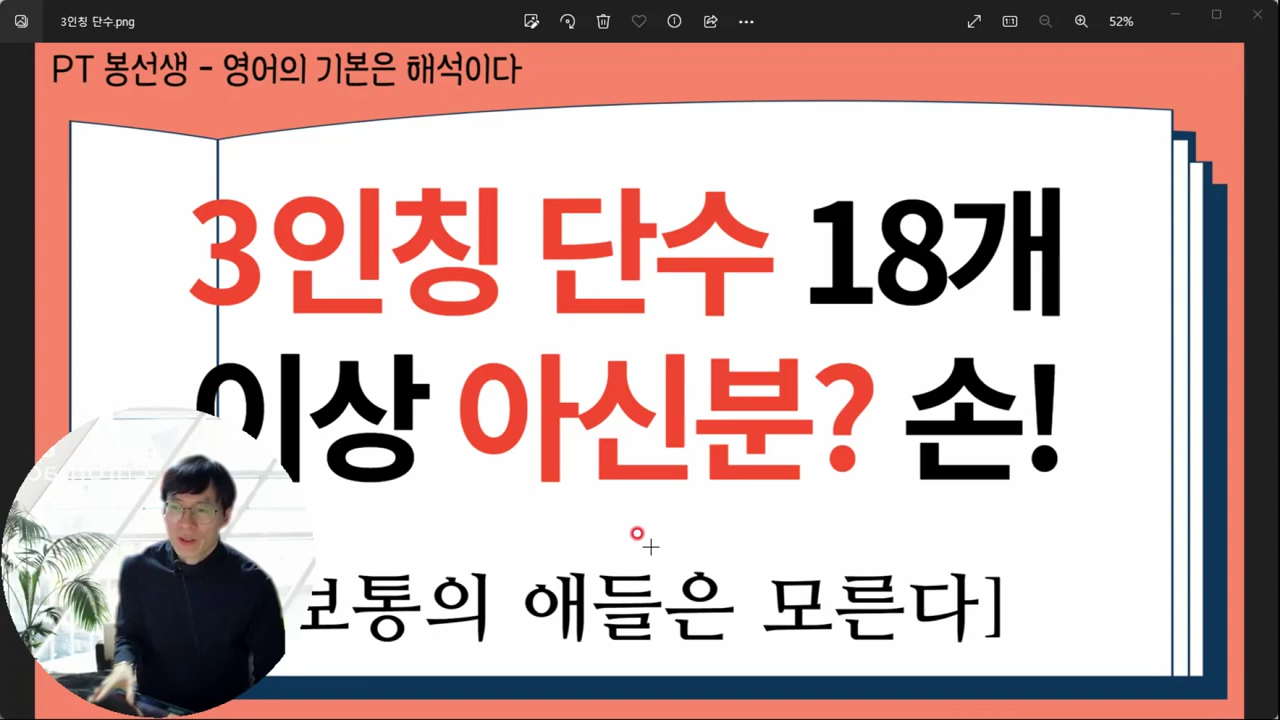 3인칭 단수.png
52%
PT 봉선생 - 영어의 기본은 해석이다
3인칭 단수 18개
이상 아신분? 손!
보통의 애들은 모른다]